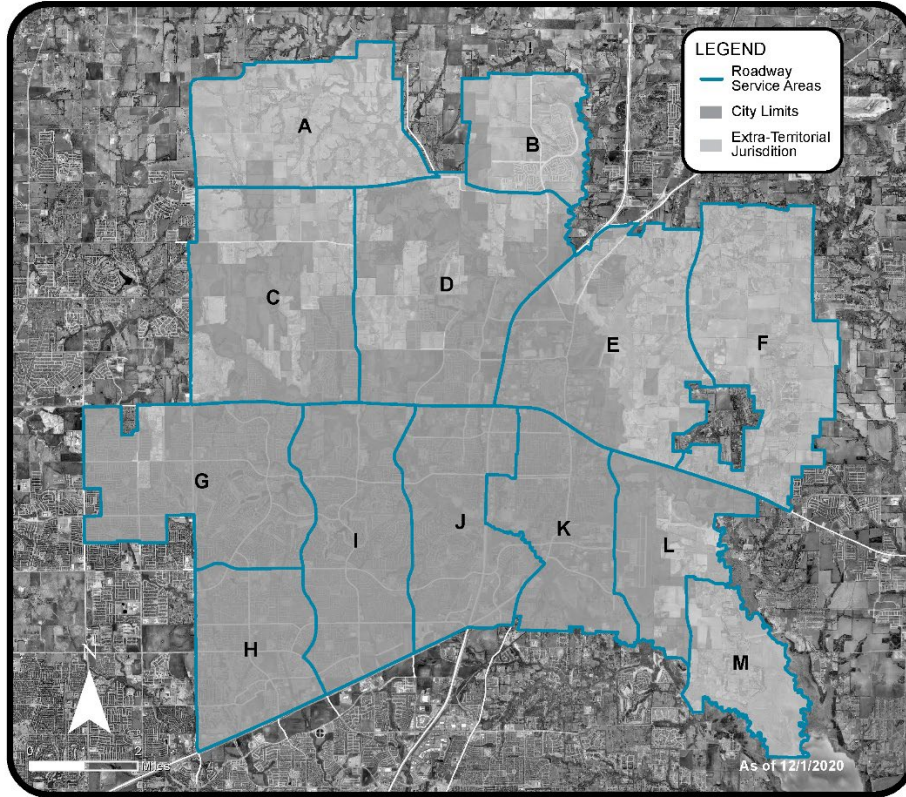 LEGEND
Roadway
Service Areas
City Limits
Extra-Territorial
Jurisdition
A
B
C
D
E
F
G
I
J
K
L
H
M
N
0 1 2
Miles
As of 12/1/2020